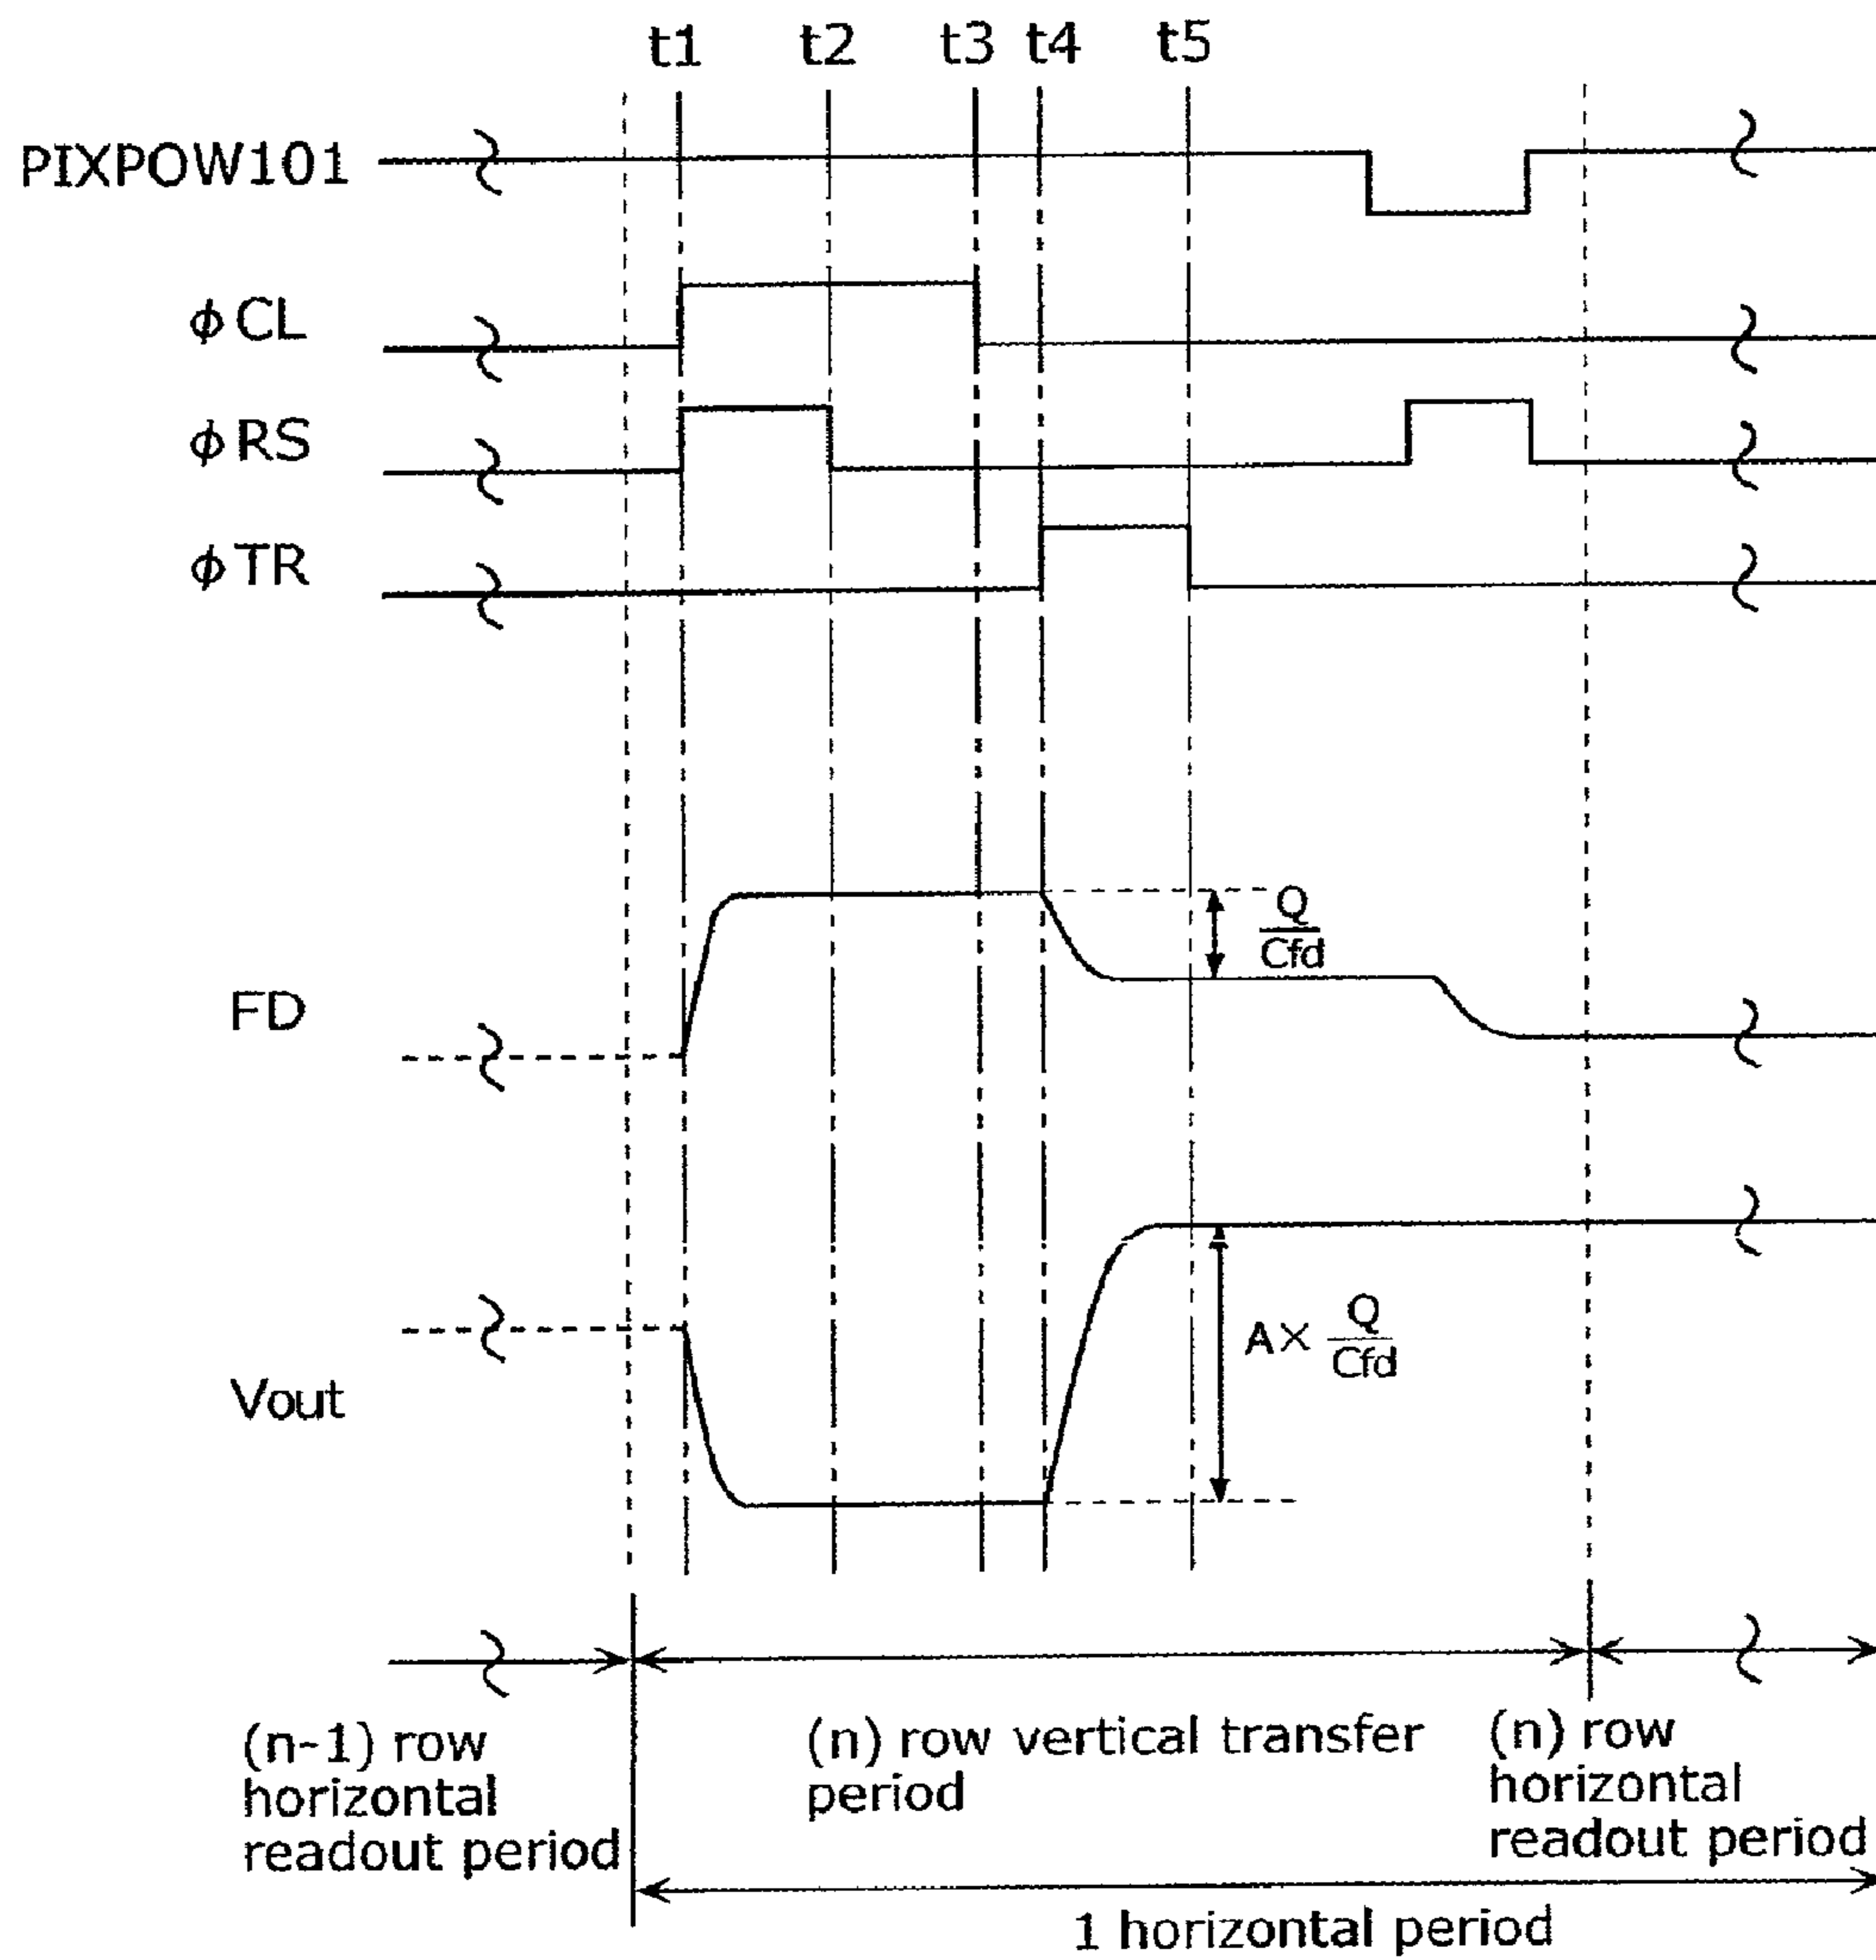 t1 t2 t3 t4 t5
PIXPOW101
ϕCL
ϕRS
ϕTR
Q
Cfd
FD
A× Q
Cfd
Vout
(n-1) row
horizontal
readout period
(n) row vertical transfer
period
(n) row
horizontal
readout period
1 horizontal period